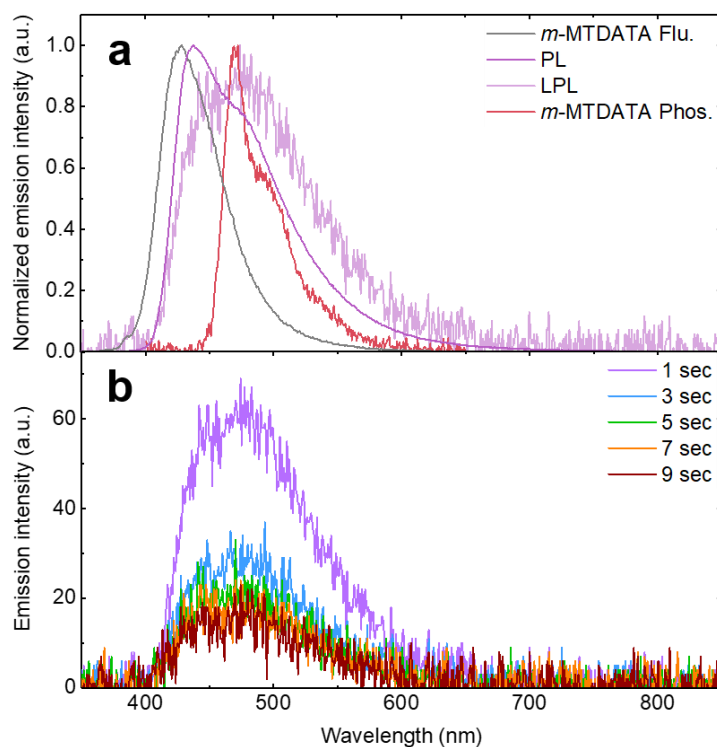 a
m-MTDATA Flu.
PL
LPL
m-MTDATA Phos.
Normalized emission intensity (a.u.)
1.0
0.8
0.6
0.4
0.2
0.0
b
1 sec
3 sec
5 sec
7 sec
9 sec
Emission intensity (a.u.)
60
40
20
0
400 500 600 700 800
Wavelength (nm)